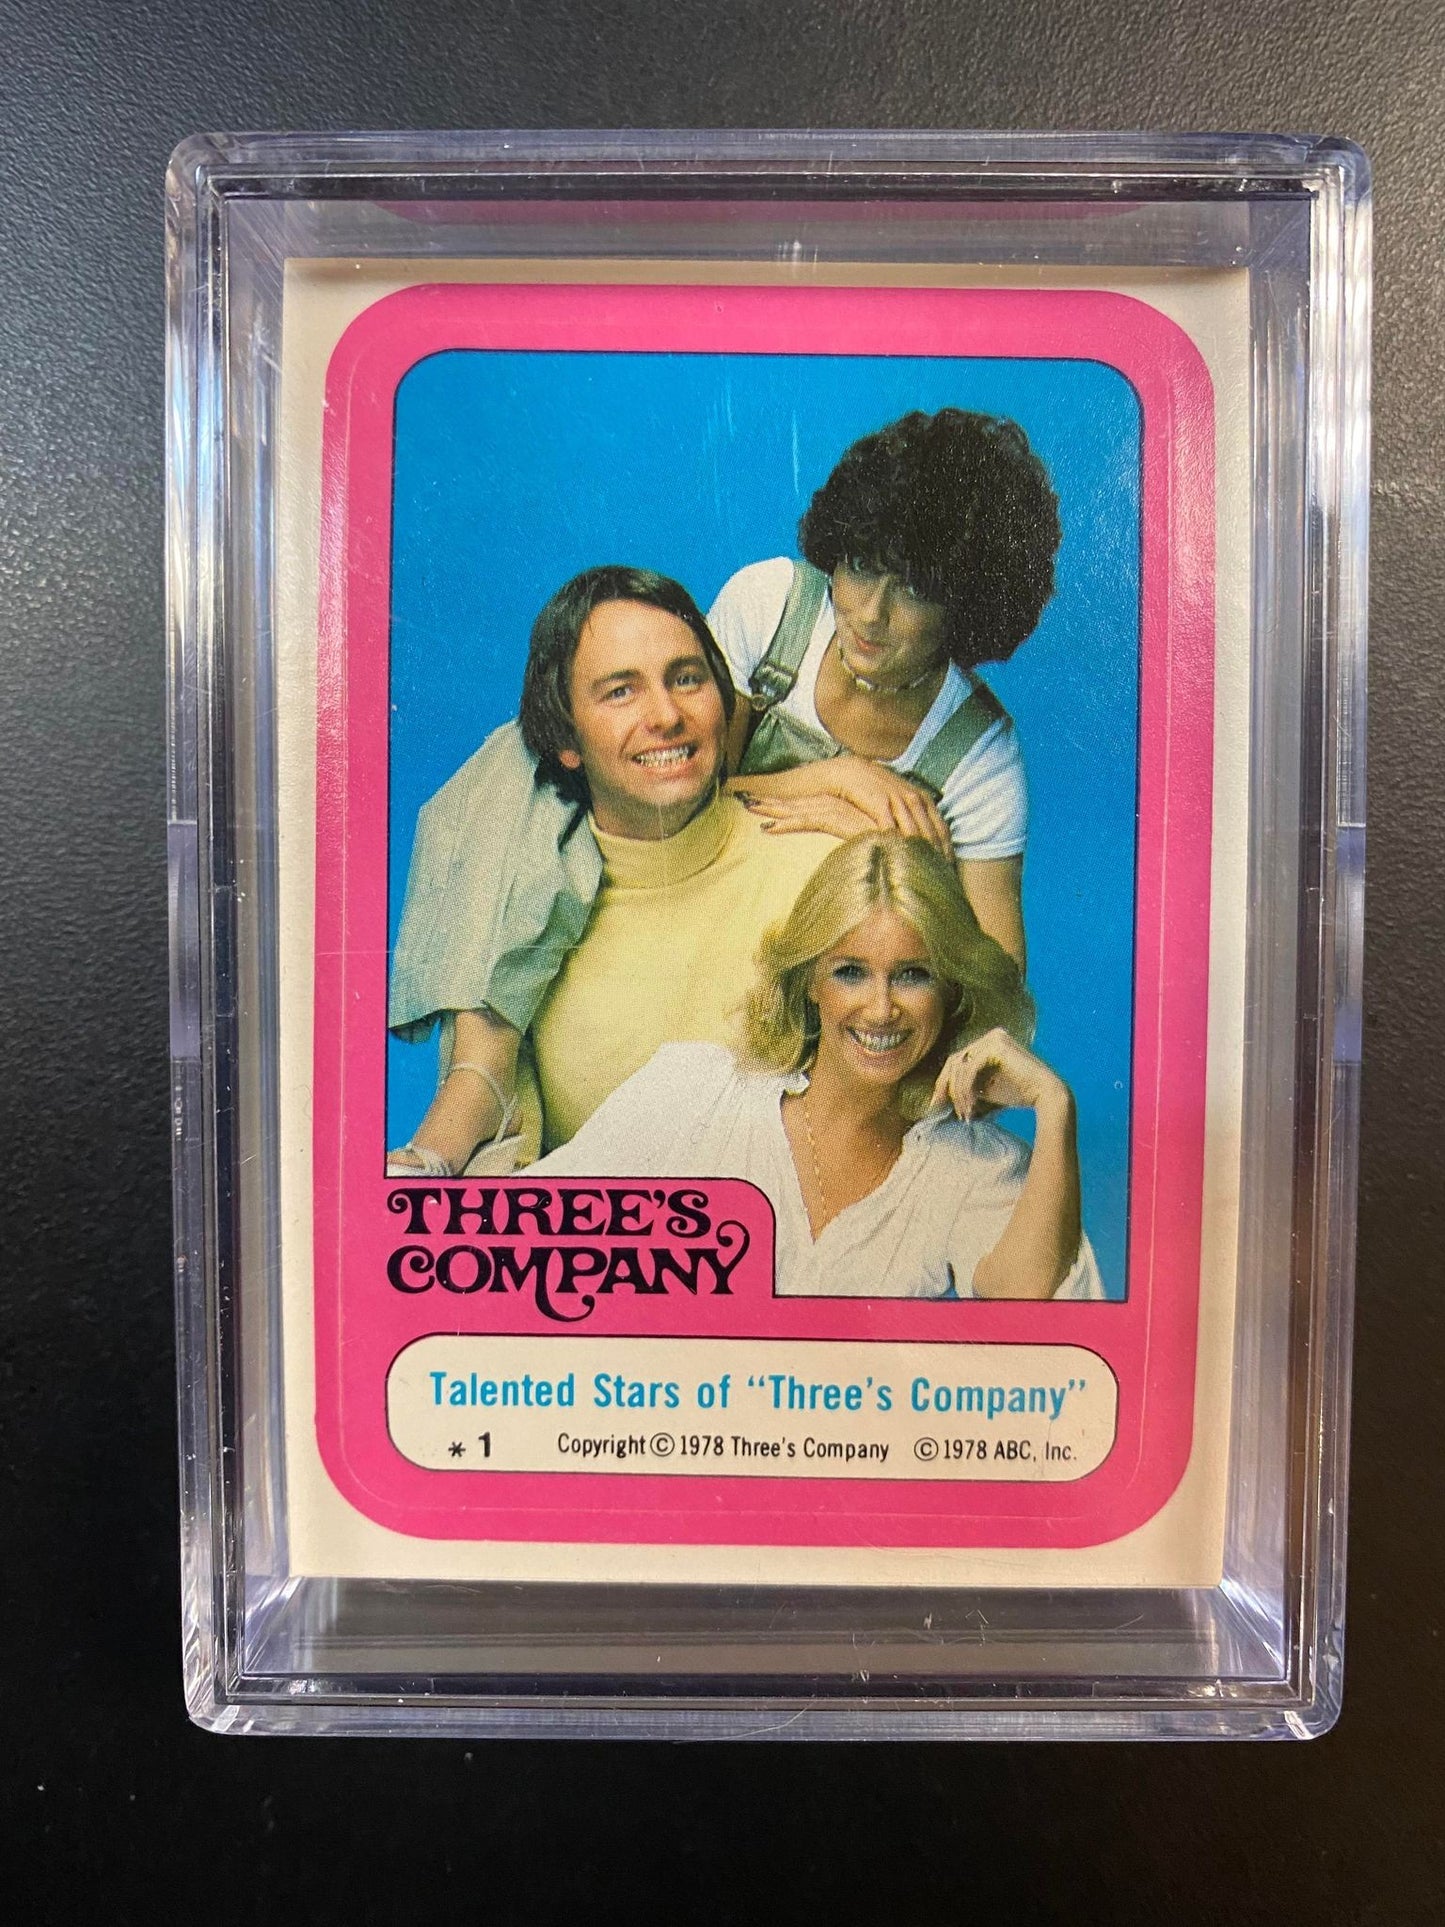 THREE'S
COMPANY
Talented Stars of “Three's Company”
* 1 Copyright © 1978 Three's Company © 1978 ABC, Inc.